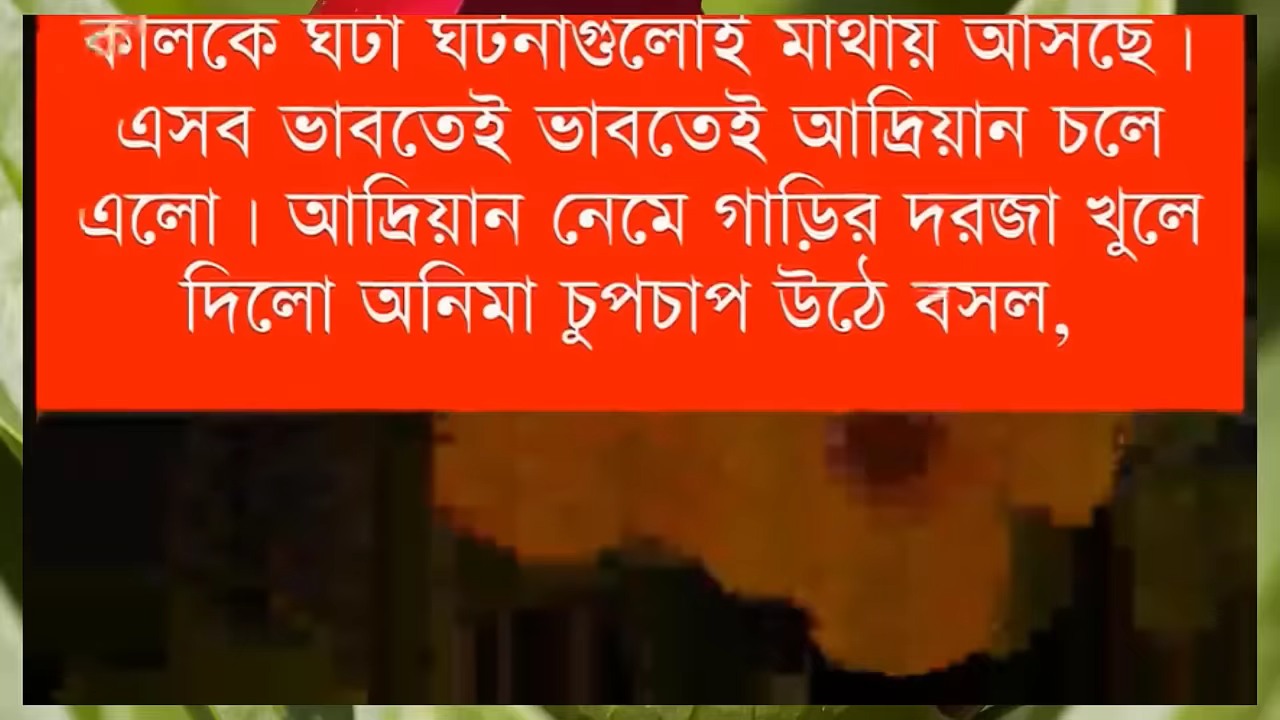 কালকে ঘটা ঘটনাগুলোই মাথায় আসছে।
এসব ভাবতেই ভাবতেই আদ্রিয়ান চলে
এলো। আদ্রিয়ান নেমে গাড়ির দরজা খুলে
দিলো অনিমা চুপচাপ উঠে বসল,